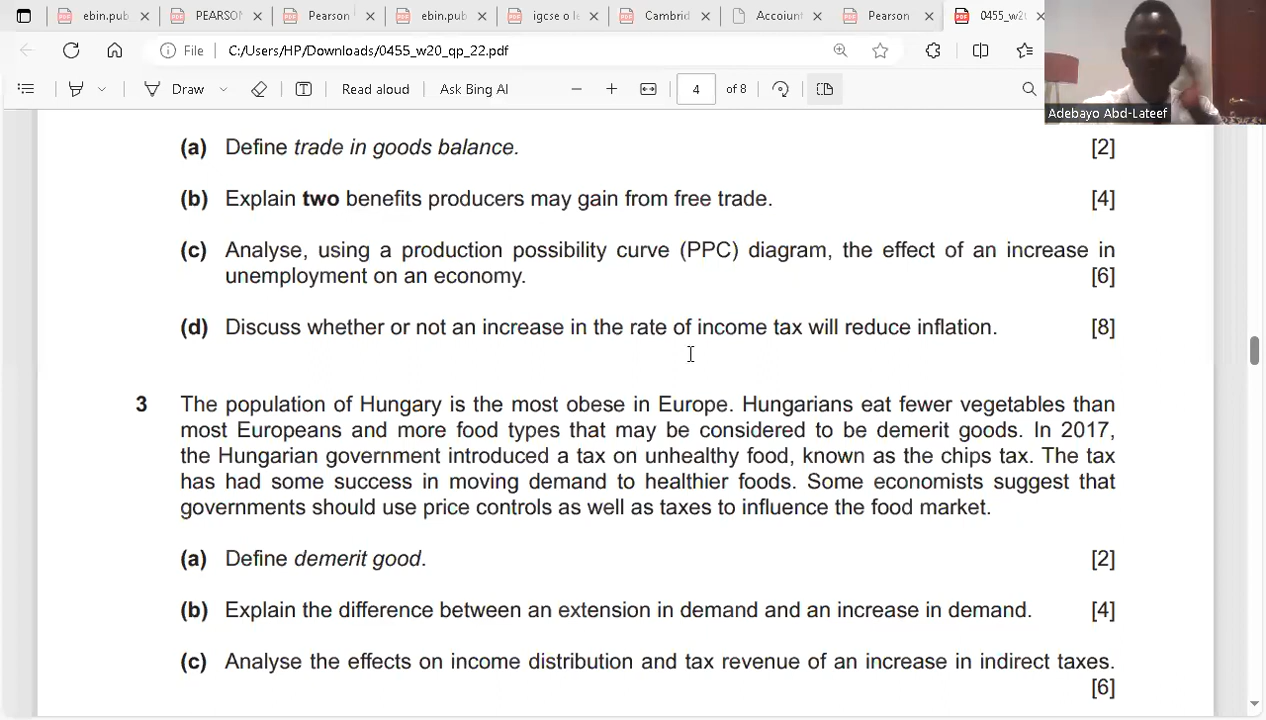 ebin.pub
PEARSON
Pearson
ebin.pub
igcse o le
Cambrid
Account
Pearson
0455_w20
File
C:/Users/HP/Downloads/0455_w20_qp_22.pdf
Draw
Read aloud
Ask Bing AI
4
of 8
Adebayo Abd-Lateef
(a) Define trade in goods balance. [2]
(b) Explain two benefits producers may gain from free trade. [4]
(c) Analyse, using a production possibility curve (PPC) diagram, the effect of an increase in
unemployment on an economy. [6]
(d) Discuss whether or not an increase in the rate of income tax will reduce inflation. [8]
3 The population of Hungary is the most obese in Europe. Hungarians eat fewer vegetables than
most Europeans and more food types that may be considered to be demerit goods. In 2017,
the Hungarian government introduced a tax on unhealthy food, known as the chips tax. The tax
has had some success in moving demand to healthier foods. Some economists suggest that
governments should use price controls as well as taxes to influence the food market.
(a) Define demerit good. [2]
(b) Explain the difference between an extension in demand and an increase in demand. [4]
(c) Analyse the effects on income distribution and tax revenue of an increase in indirect taxes.
[6]